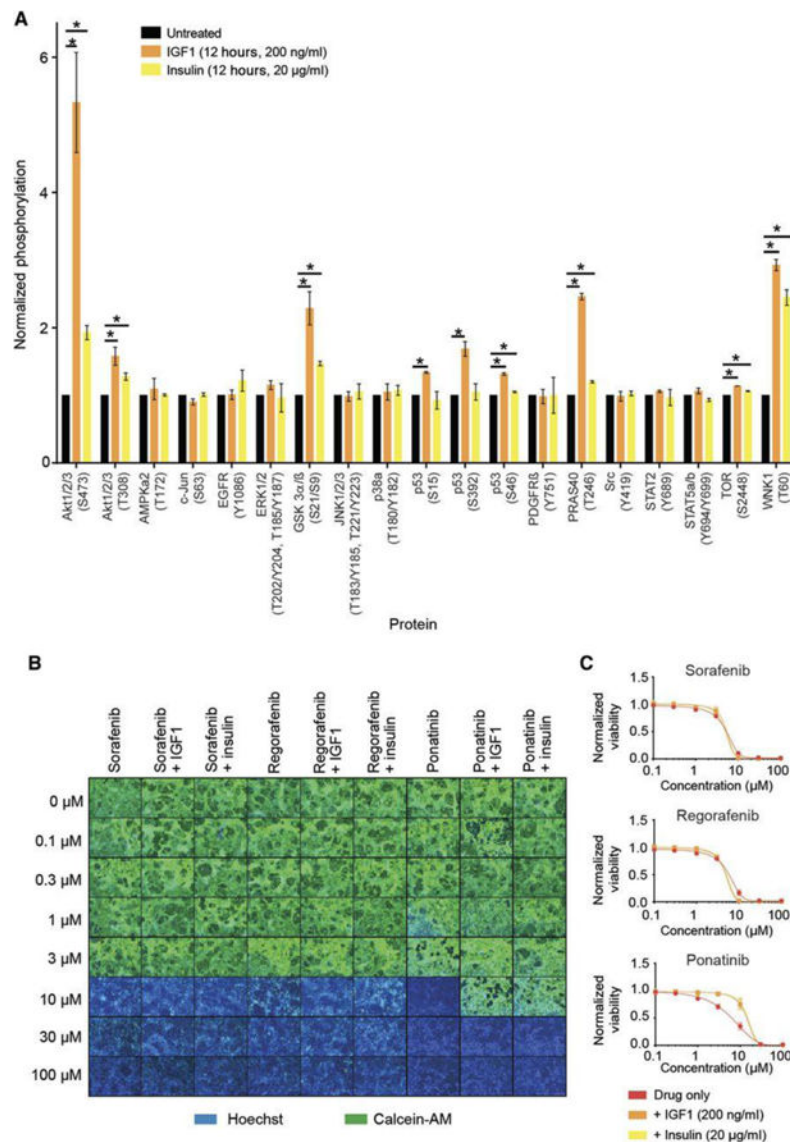 A
Untreated
IGF1 (12 hours, 200 ng/ml)
Insulin (12 hours, 20 µg/ml)
Normalized phosphorylation
6
4
2
0
* * * * * * * * * * * * * * * * *
Akt1/2/3 (S473)
Akt1/2/3 (T308)
AMPKa2 (T172)
c-Jun (S63)
EGFR (Y1086)
ERK1/2 (T202/Y204, T185/Y187)
GSK 3α/ß (S21/S9)
JNK1/2/3 (T183/Y185, T221/Y223)
p38a (T180/Y182)
p53 (S15)
p53 (S392)
p53 (S46)
PDGFRß (Y751)
PRAS40 (T246)
Src (Y419)
STAT2 (Y689)
STAT5a/b (Y694/Y699)
TOR (S2448)
WNK1 (T60)
Protein
B
Sorafenib
Sorafenib + IGF1
Sorafenib + insulin
Regorafenib
Regorafenib + IGF1
Regorafenib + insulin
Ponatinib
Ponatinib + IGF1
Ponatinib + insulin
0 µM
0.1 µM
0.3 µM
1 µM
3 µM
10 µM
30 µM
100 µM
Hoechst
Calcein-AM
C
Sorafenib
Normalized viability
1.5
1.0
0.5
0
0.1 1 10 100
Concentration (µM)
Regorafenib
Normalized viability
1.5
1.0
0.5
0
0.1 1 10 100
Concentration (µM)
Ponatinib
Normalized viability
1.5
1.0
0.5
0
0.1 1 10 100
Concentration (µM)
Drug only
+ IGF1 (200 ng/ml)
+ Insulin (20 µg/ml)